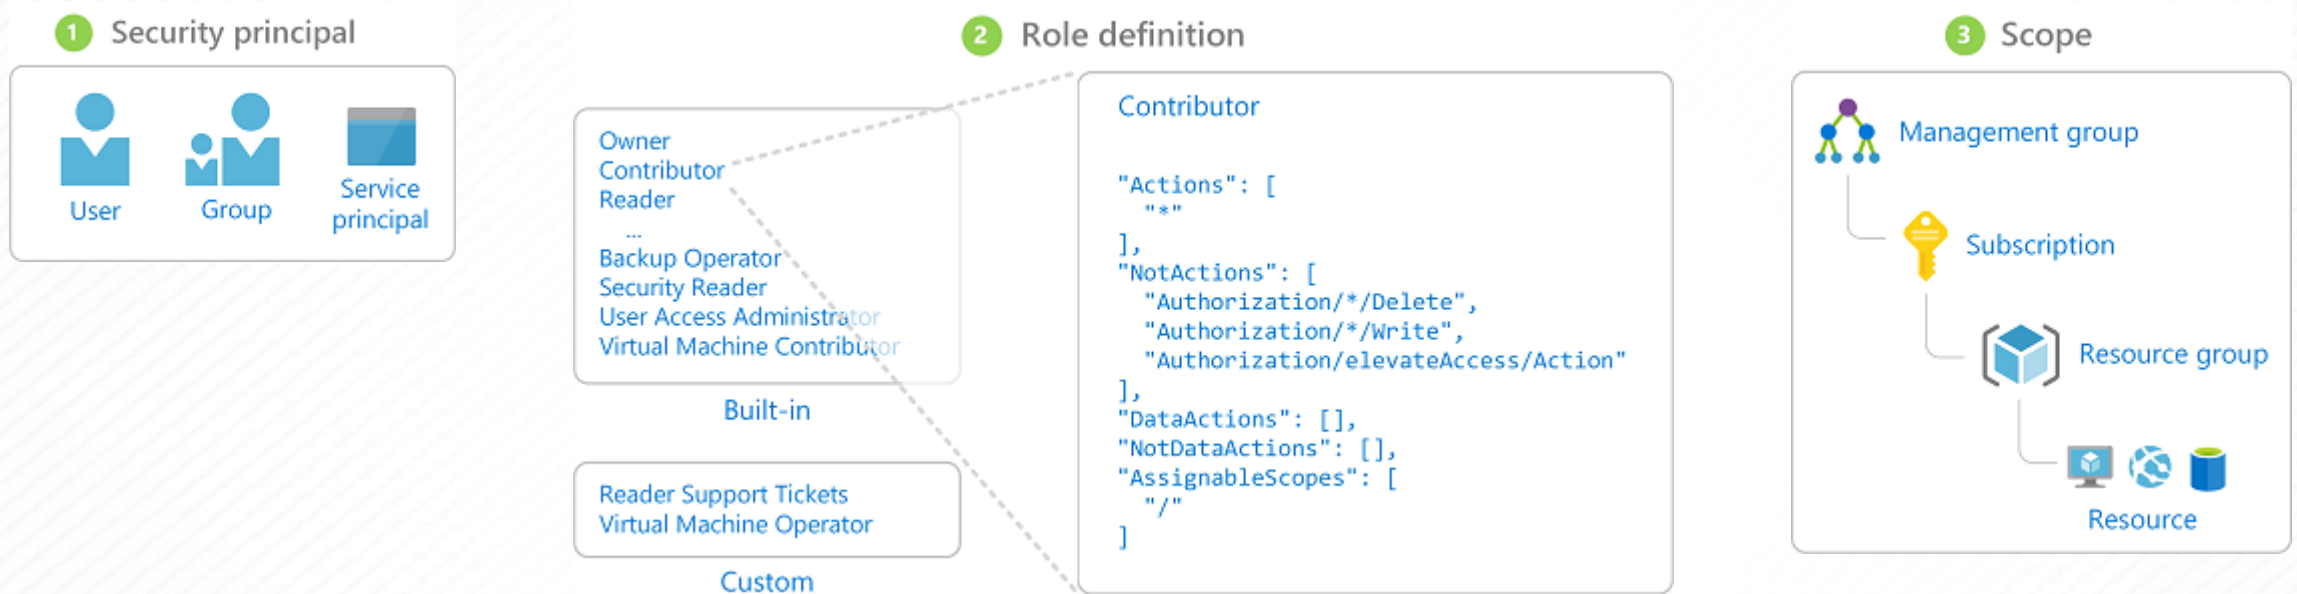 1 Security principal
User
Group
Service
principal
2 Role definition
Owner
Contributor
Reader
...
Backup Operator
Security Reader
User Access Administrator
Virtual Machine Contributor
Built-in
Reader Support Tickets
Virtual Machine Operator
Custom
Contributor
"Actions": [
"*"
],
"NotActions": [
"Authorization/*/Delete",
"Authorization/*/Write",
"Authorization/elevateAccess/Action"
],
"DataActions": [],
"NotDataActions": [],
"AssignableScopes": [
"/"
]
3 Scope
Management group
Subscription
Resource group
Resource